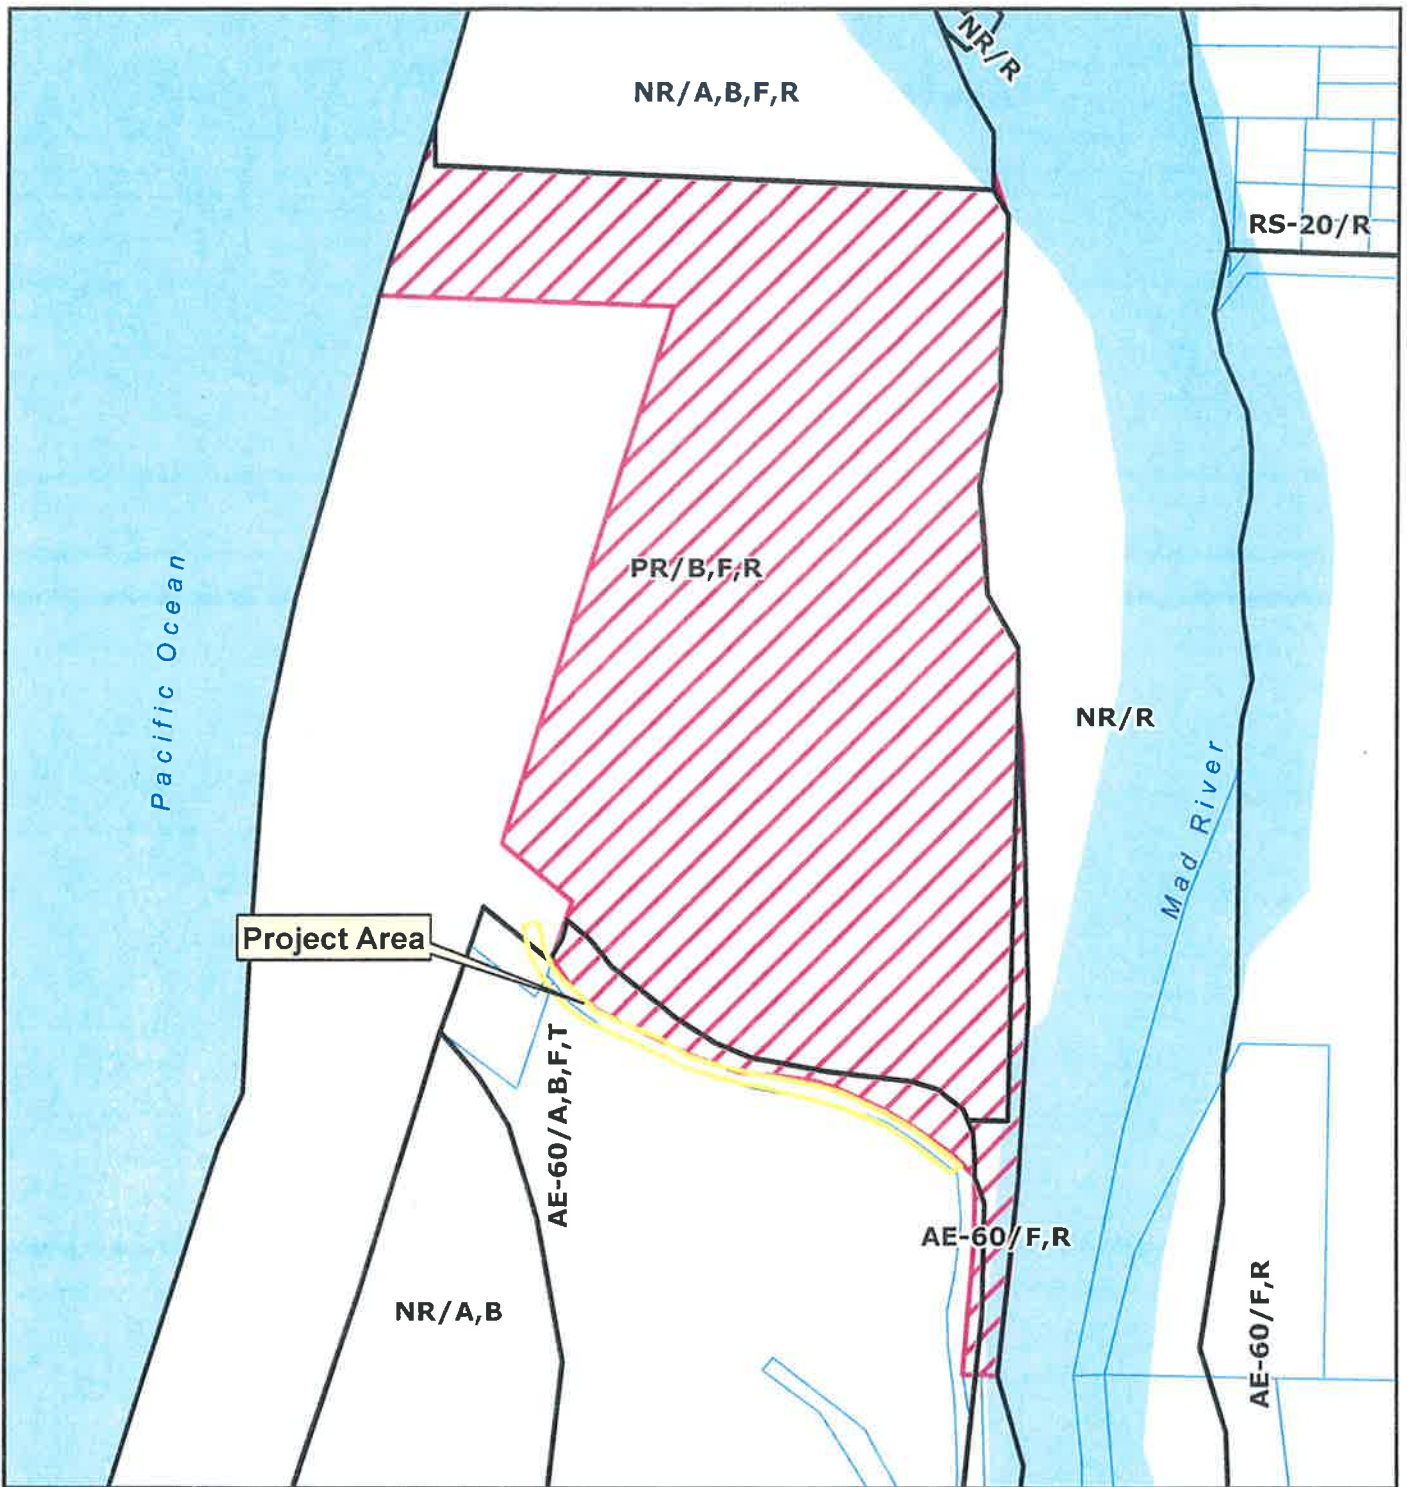 NR/R
NR/A,B,F,R
RS-20/R
PR/B,F,R
Pacific Ocean
NR/R
Mad River
Project Area
AE-60/A,B,F,T
AE-60/F,R
NR/A,B
AE-60/F,R